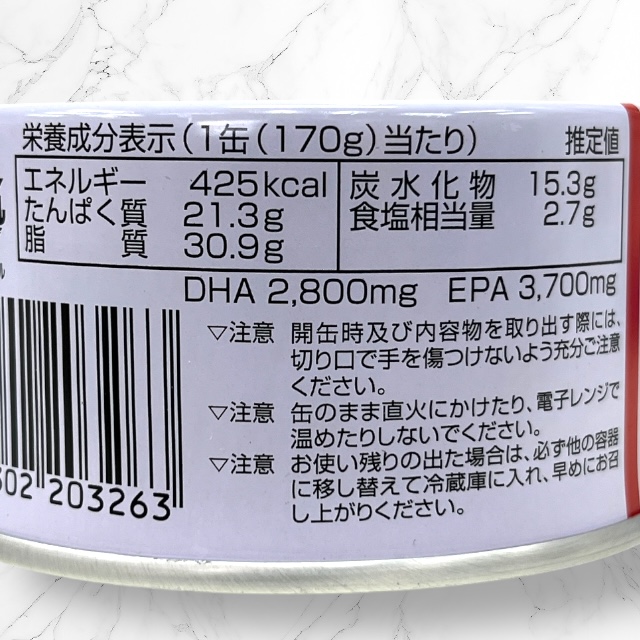 栄養成分表示(1缶(170g)当たり) 推定値
エネルギー 425kcal
たんぱく質 21.3g
脂質 30.9g
炭水化物 15.3g
食塩相当量 2.7g
DHA 2,800mg EPA 3,700mg
▽注意 開缶時及び内容物を取り出す際には、
切り口で手を傷つけないよう充分ご注意
ください。
▽注意 缶のまま直火にかけたり、電子レンジで
温めたりしないでください。
▽注意 お使い残りの出た場合は、必ず他の容器
に移し替えて冷蔵庫に入れ、早めにお召
し上がりください。
302 203263